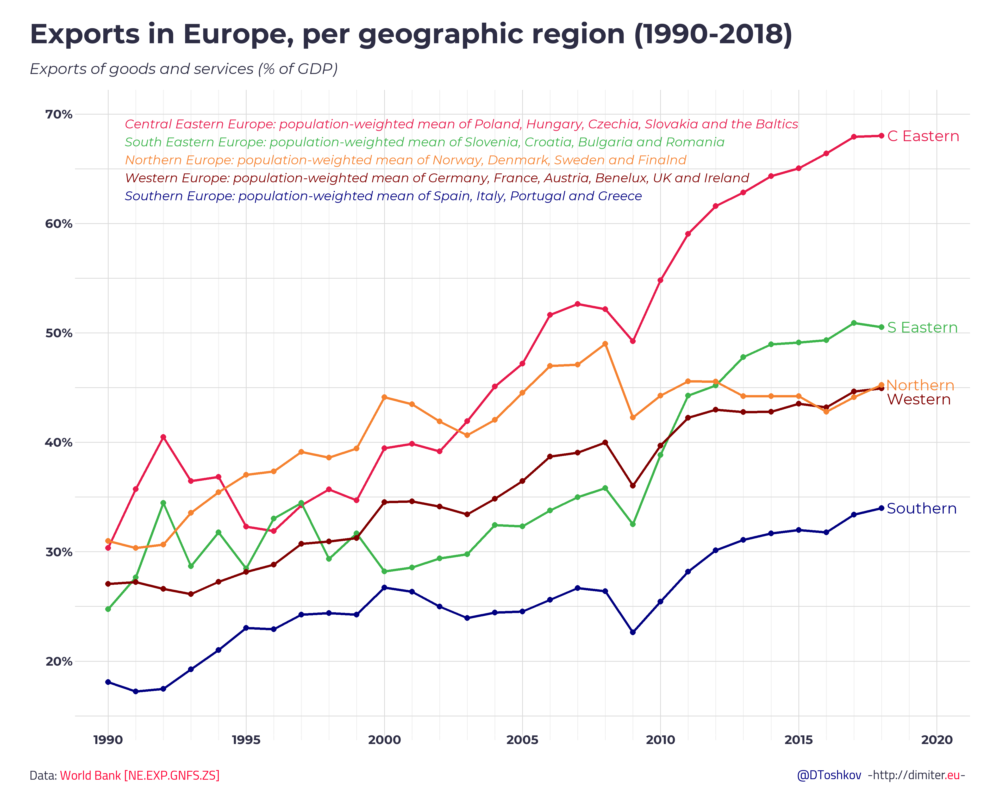 Exports in Europe, per geographic region (1990-2018)
Exports of goods and services (% of GDP)
70%
Central Eastern Europe: population-weighted mean of Poland, Hungary, Czechia, Slovakia and the Baltics
South Eastern Europe: population-weighted mean of Slovenia, Croatia, Bulgaria and Romania
Northern Europe: population-weighted mean of Norway, Denmark, Sweden and Finalnd
Western Europe: population-weighted mean of Germany, France, Austria, Benelux, UK and Ireland
Southern Europe: population-weighted mean of Spain, Italy, Portugal and Greece
C Eastern
60%
50%
S Eastern
Northern
Western
40%
Southern
30%
20%
1990 1995 2000 2005 2010 2015 2020
Data: World Bank [NE.EXP.GNFS.ZS]
@DToshkov -http://dimiter.eu-